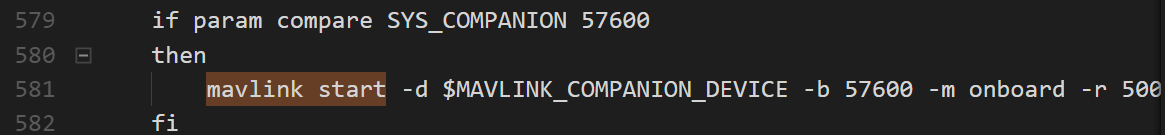 579 if param compare SYS_COMPANION 57600
580 then
581 mavlink start -d $MAVLINK_COMPANION_DEVICE -b 57600 -m onboard -r 500
582 fi